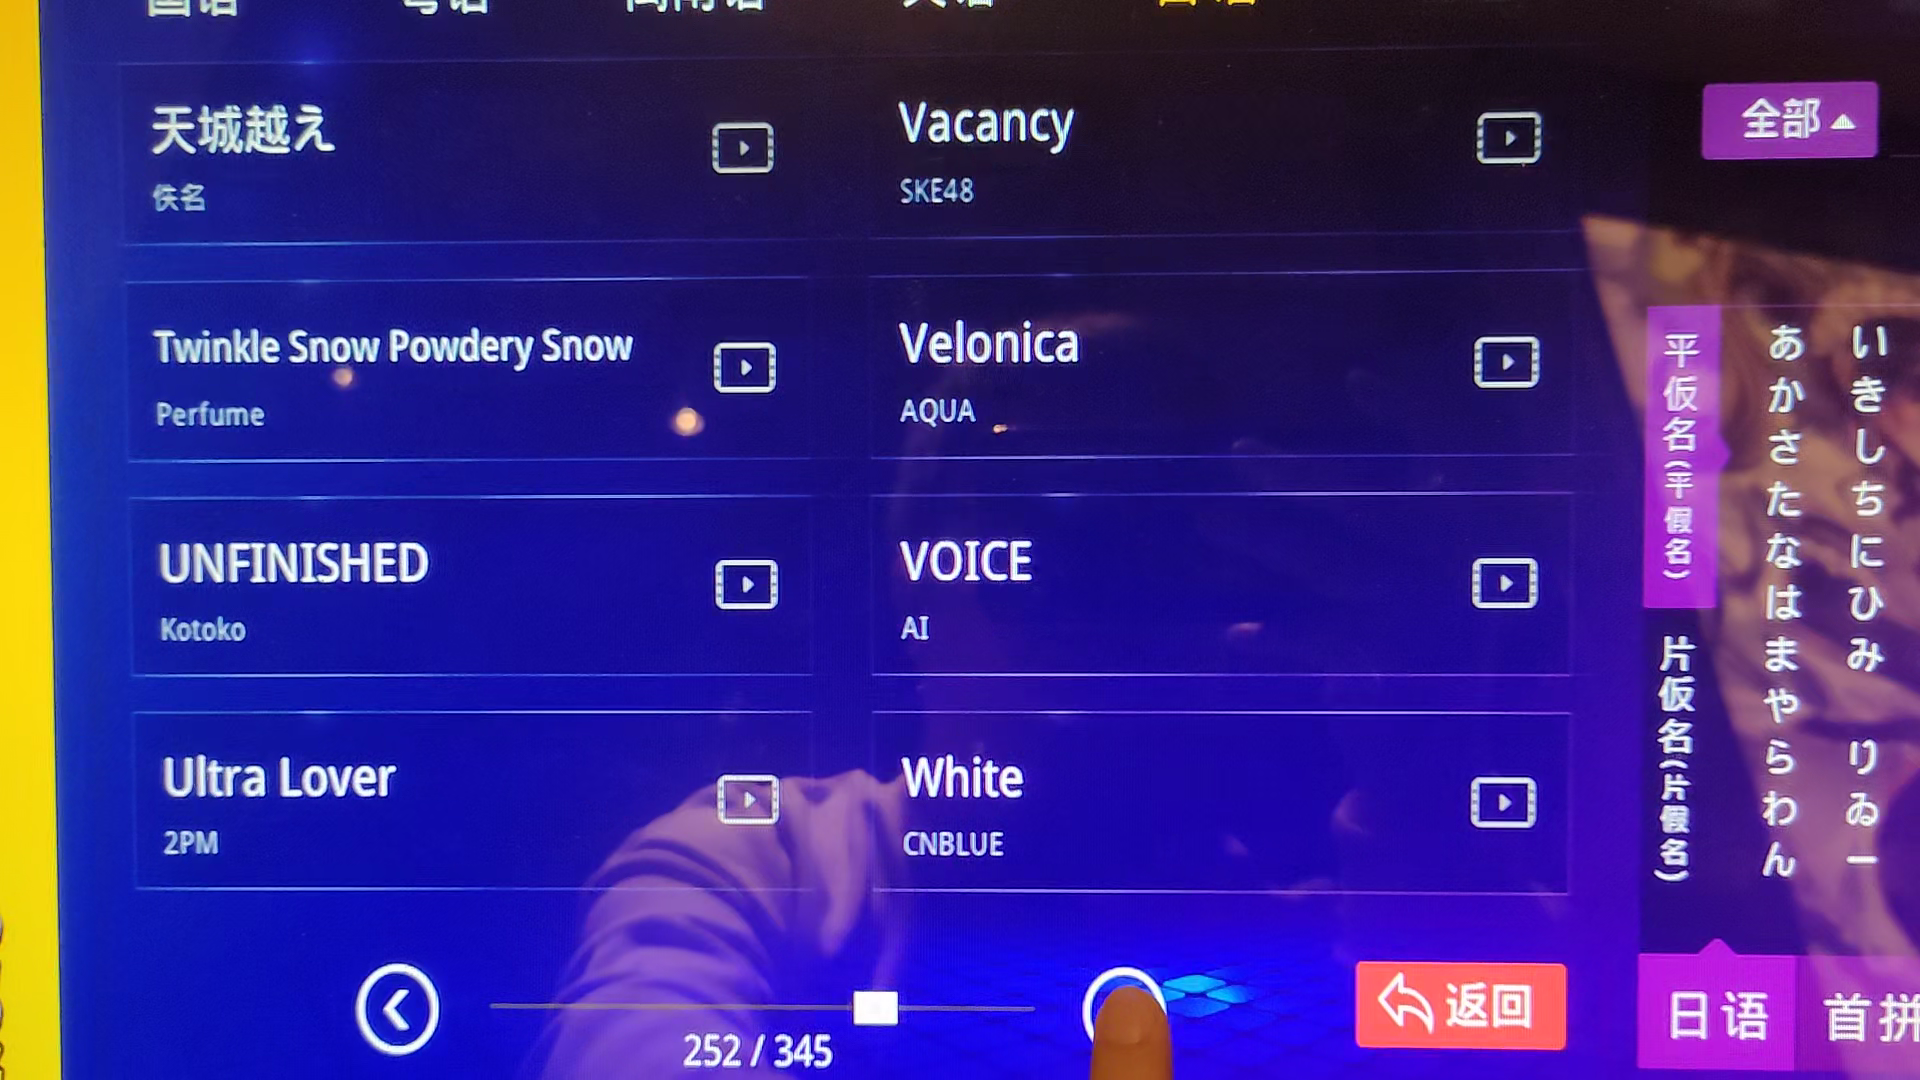 天城越え
佚名
Vacancy
SKE48
全部
Twinkle Snow Powdery Snow
Perfume
Velonica
AQUA
UNFINISHED
Kotoko
VOICE
AI
Ultra Lover
2PM
White
CNBLUE
平仮名(平假名)
片仮名(片假名)
あかさたなはまやらわん
いきしちにひみ りゐー
252 / 345
返回
日语
首拼